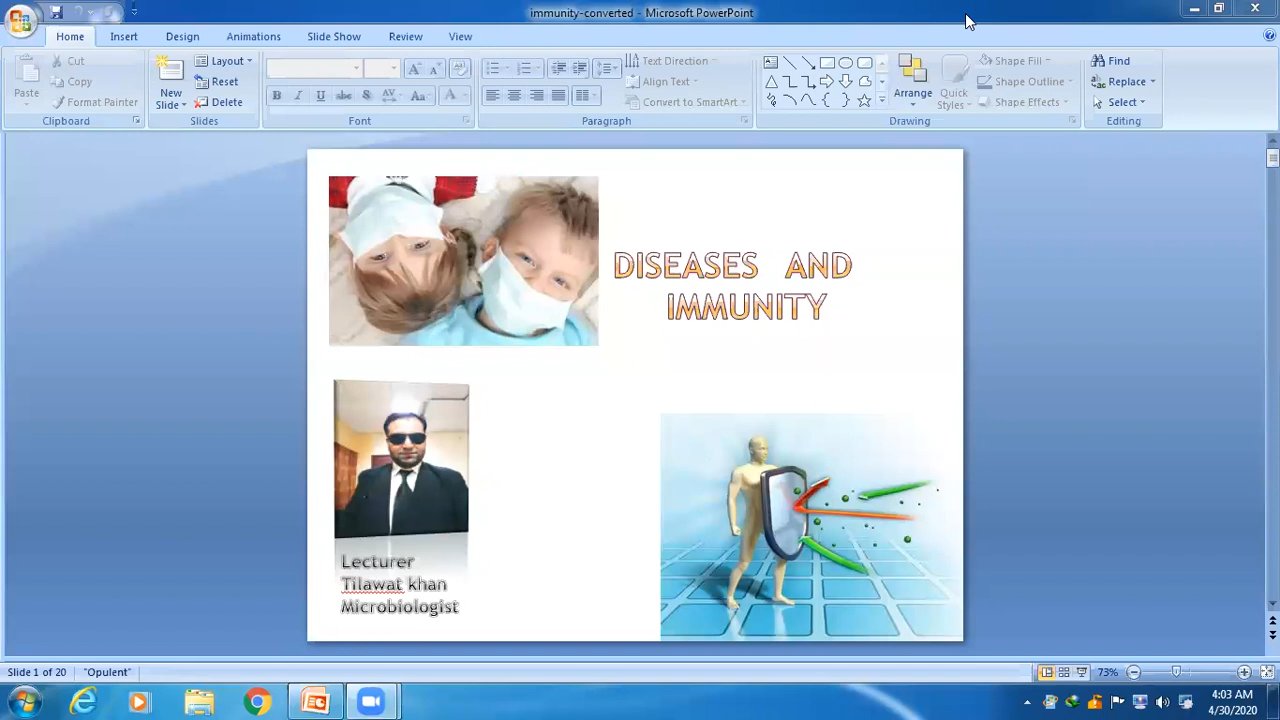 immunity-converted - Microsoft PowerPoint
Home Insert Design Animations Slide Show Review View
Paste
Cut
Copy
Format Painter
Clipboard
New Slide
Layout
Reset
Delete
Slides
B I U abc S AV Aa A
Font
Text Direction
Align Text
Convert to SmartArt
Paragraph
Arrange
Quick Styles
Shape Fill
Shape Outline
Shape Effects
Drawing
Find
Replace
Select
Editing
DISEASES AND
IMMUNITY
Lecturer
Tilawat khan
Microbiologist
Slide 1 of 20 "Opulent" 73%
4:03 AM
4/30/2020